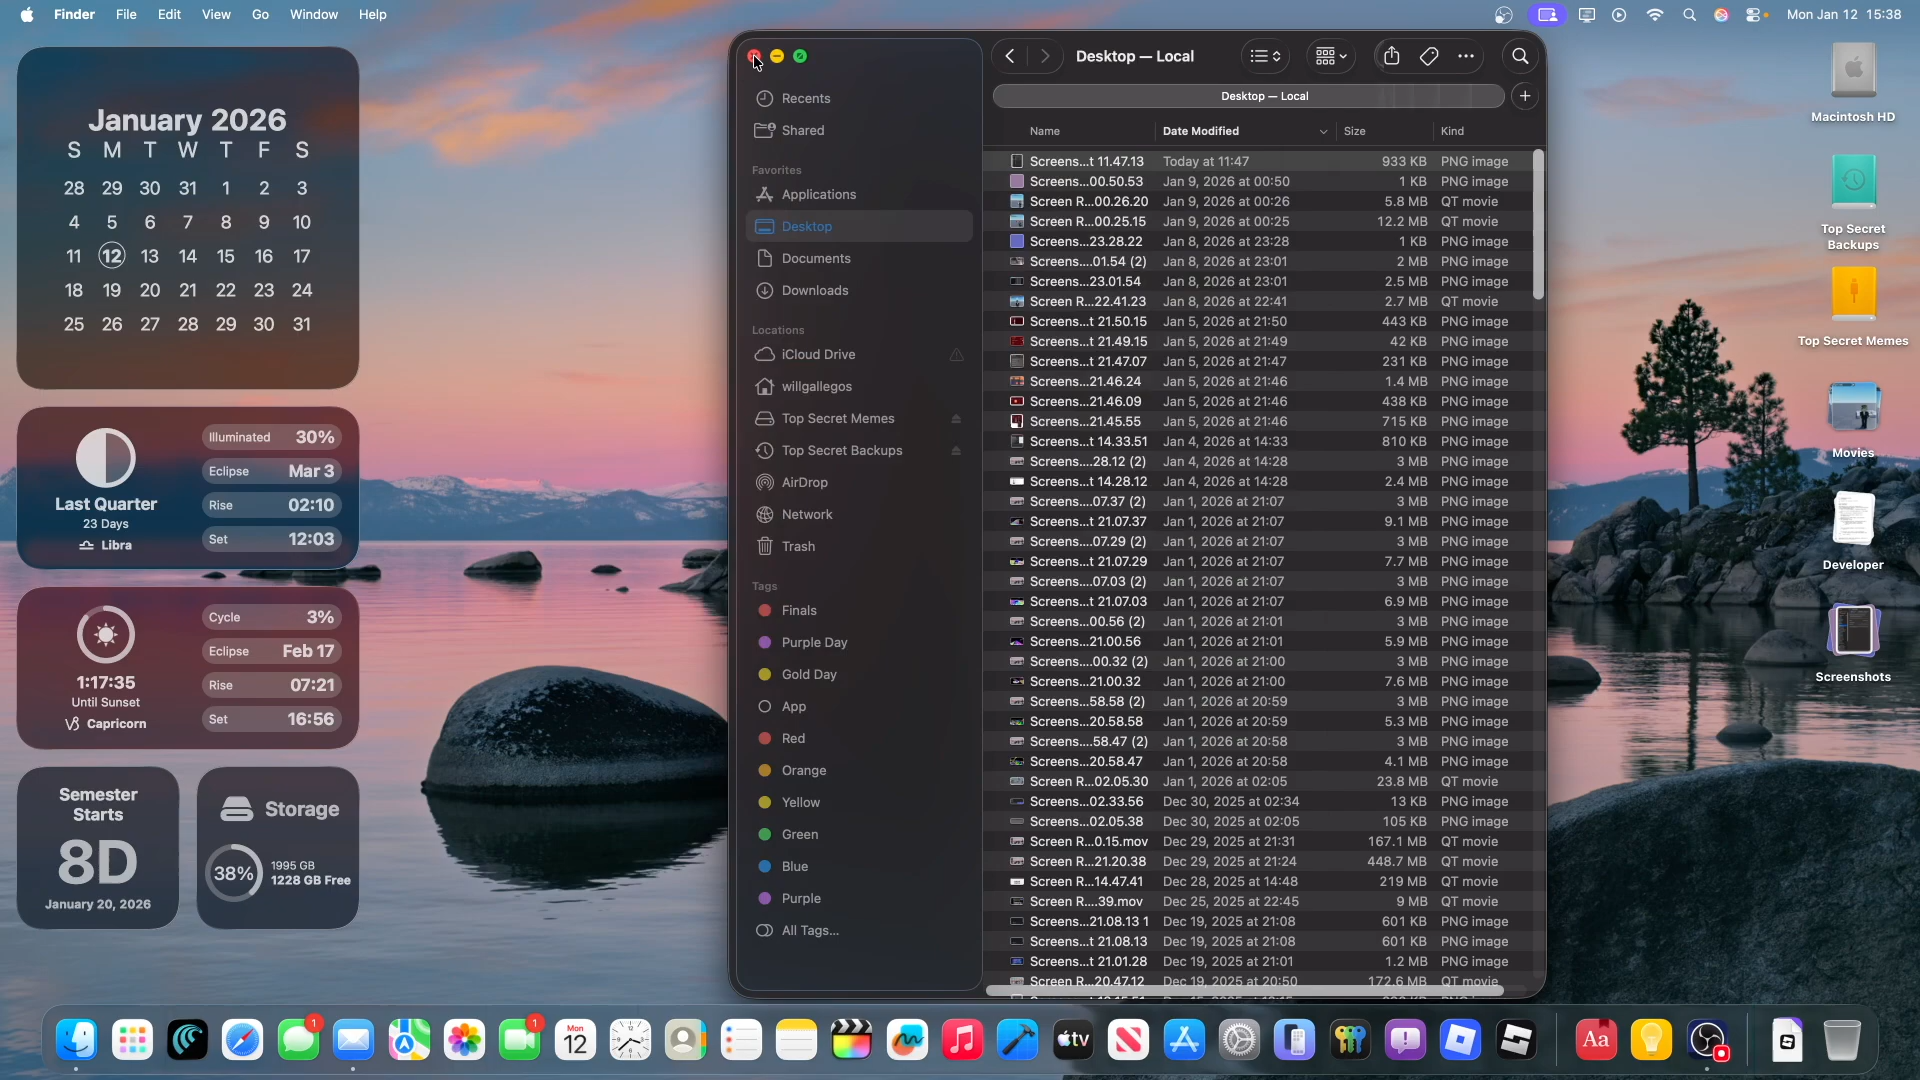 Finder File Edit View Go Window Help
Mon Jan 12 15:38
January 2026
S M T W T F S
28 29 30 31 1 2 3
4 5 6 7 8 9 10
11 12 13 14 15 16 17
18 19 20 21 22 23 24
25 26 27 28 29 30 31
Last Quarter
23 Days
Libra
Illuminated 30%
Eclipse Mar 3
Rise 02:10
Set 12:03
1:17:35
Until Sunset
Capricorn
Cycle 3%
Eclipse Feb 17
Rise 07:21
Set 16:56
Semester
Starts
8D
January 20, 2026
Storage
38%
1995 GB
1228 GB Free
Recents
Shared
Favorites
Applications
Desktop
Documents
Downloads
Locations
iCloud Drive
willgallegos
Top Secret Memes
Top Secret Backups
AirDrop
Network
Trash
Tags
Finals
Purple Day
Gold Day
App
Red
Orange
Yellow
Green
Blue
Purple
All Tags...
Desktop — Local
Desktop — Local
Name Date Modified Size Kind
Screens...t 11.47.13 Today at 11:47 933 KB PNG image
Screens...00.50.53 Jan 9, 2026 at 00:50 1 KB PNG image
Screen R...00.26.20 Jan 9, 2026 at 00:26 5.8 MB QT movie
Screen R...00.25.15 Jan 9, 2026 at 00:25 12.2 MB QT movie
Screens...23.28.22 Jan 8, 2026 at 23:28 1 KB PNG image
Screens....01.54 (2) Jan 8, 2026 at 23:01 2 MB PNG image
Screens...23.01.54 Jan 8, 2026 at 23:01 2.5 MB PNG image
Screen R...22.41.23 Jan 8, 2026 at 22:41 2.7 MB QT movie
Screens...t 21.50.15 Jan 5, 2026 at 21:50 443 KB PNG image
Screens...t 21.49.15 Jan 5, 2026 at 21:49 42 KB PNG image
Screens...t 21.47.07 Jan 5, 2026 at 21:47 231 KB PNG image
Screens...21.46.24 Jan 5, 2026 at 21:46 1.4 MB PNG image
Screens...21.46.09 Jan 5, 2026 at 21:46 438 KB PNG image
Screens...21.45.55 Jan 5, 2026 at 21:46 715 KB PNG image
Screens...t 14.33.51 Jan 4, 2026 at 14:33 810 KB PNG image
Screens....28.12 (2) Jan 4, 2026 at 14:28 3 MB PNG image
Screens...t 14.28.12 Jan 4, 2026 at 14:28 2.4 MB PNG image
Screens....07.37 (2) Jan 1, 2026 at 21:07 3 MB PNG image
Screens...t 21.07.37 Jan 1, 2026 at 21:07 9.1 MB PNG image
Screens....07.29 (2) Jan 1, 2026 at 21:07 3 MB PNG image
Screens...t 21.07.29 Jan 1, 2026 at 21:07 7.7 MB PNG image
Screens....07.03 (2) Jan 1, 2026 at 21:07 3 MB PNG image
Screens...t 21.07.03 Jan 1, 2026 at 21:07 6.9 MB PNG image
Screens...00.56 (2) Jan 1, 2026 at 21:01 3 MB PNG image
Screens...21.00.56 Jan 1, 2026 at 21:01 5.9 MB PNG image
Screens....00.32 (2) Jan 1, 2026 at 21:00 3 MB PNG image
Screens...21.00.32 Jan 1, 2026 at 21:00 7.6 MB PNG image
Screens...58.58 (2) Jan 1, 2026 at 20:59 3 MB PNG image
Screens...20.58.58 Jan 1, 2026 at 20:59 5.3 MB PNG image
Screens....58.47 (2) Jan 1, 2026 at 20:58 3 MB PNG image
Screens...20.58.47 Jan 1, 2026 at 20:58 4.1 MB PNG image
Screen R...02.05.30 Jan 1, 2026 at 02:05 23.8 MB QT movie
Screens...02.33.56 Dec 30, 2025 at 02:34 13 KB PNG image
Screens...02.05.38 Dec 30, 2025 at 02:05 105 KB PNG image
Screen R...0.15.mov Dec 29, 2025 at 21:31 167.1 MB QT movie
Screen R...21.20.38 Dec 29, 2025 at 21:24 448.7 MB QT movie
Screen R...14.47.41 Dec 28, 2025 at 14:48 219 MB QT movie
Screen R....39.mov Dec 25, 2025 at 22:45 9 MB QT movie
Screens...21.08.13 1 Dec 19, 2025 at 21:08 601 KB PNG image
Screens...t 21.08.13 Dec 19, 2025 at 21:08 601 KB PNG image
Screens...t 21.01.28 Dec 19, 2025 at 21:01 1.2 MB PNG image
Screen R...20.47.12 Dec 19, 2025 at 20:50 172.6 MB QT movie
Macintosh HD
Top Secret
Backups
Top Secret Memes
Movies
Developer
Screenshots
1
1
Mon
12
tv
Aa